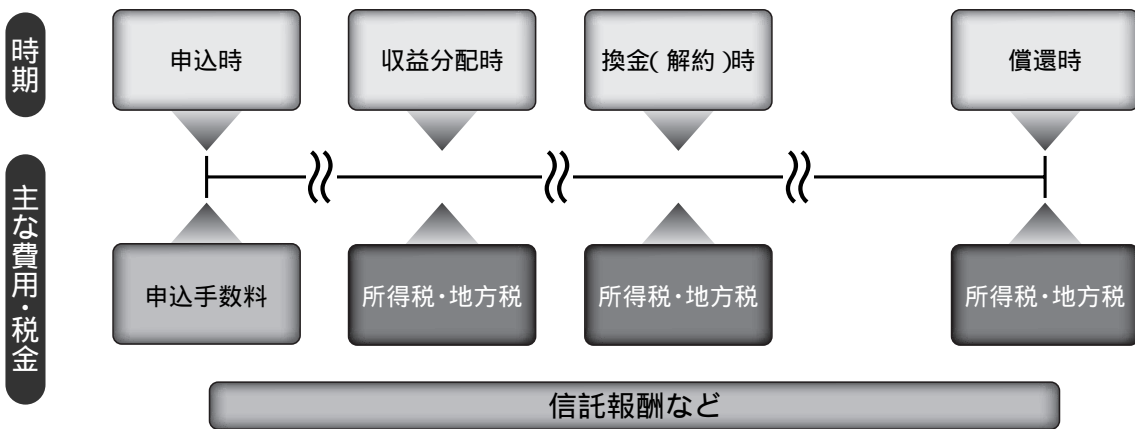 時期
申込時
収益分配時
換金( 解約 )時
償還時
主な費用・税金
申込手数料
所得税・地方税
所得税・地方税
所得税・地方税
信託報酬など